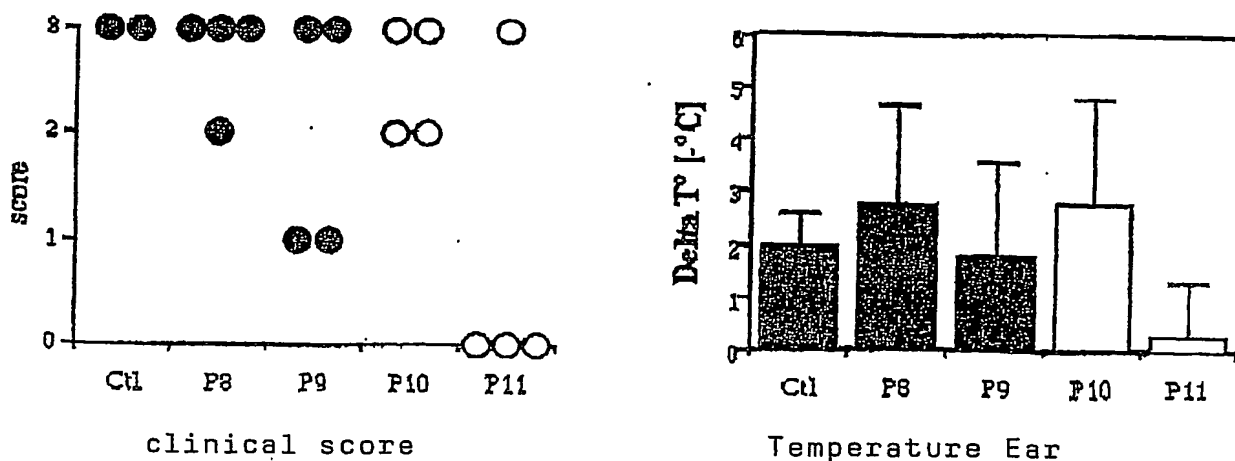 3
2
1
0
score
Ctl P8 P9 P10 P11
clinical score
6
5
4
3
2
1
0
Delta T° [-°C]
Ctl P8 P9 P10 P11
Temperature Ear